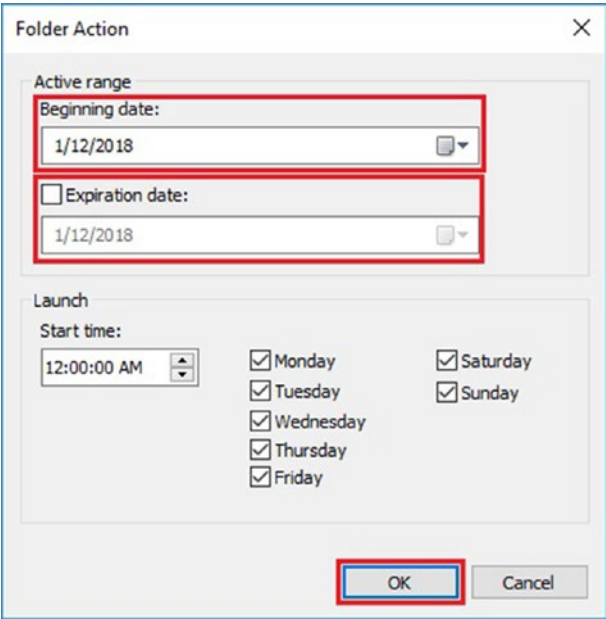 Folder Action
Active range
Beginning date:
1/12/2018
Expiration date:
1/12/2018
Launch
Start time:
12:00:00 AM
Monday
Saturday
Tuesday
Sunday
Wednesday
Thursday
Friday
OK
Cancel